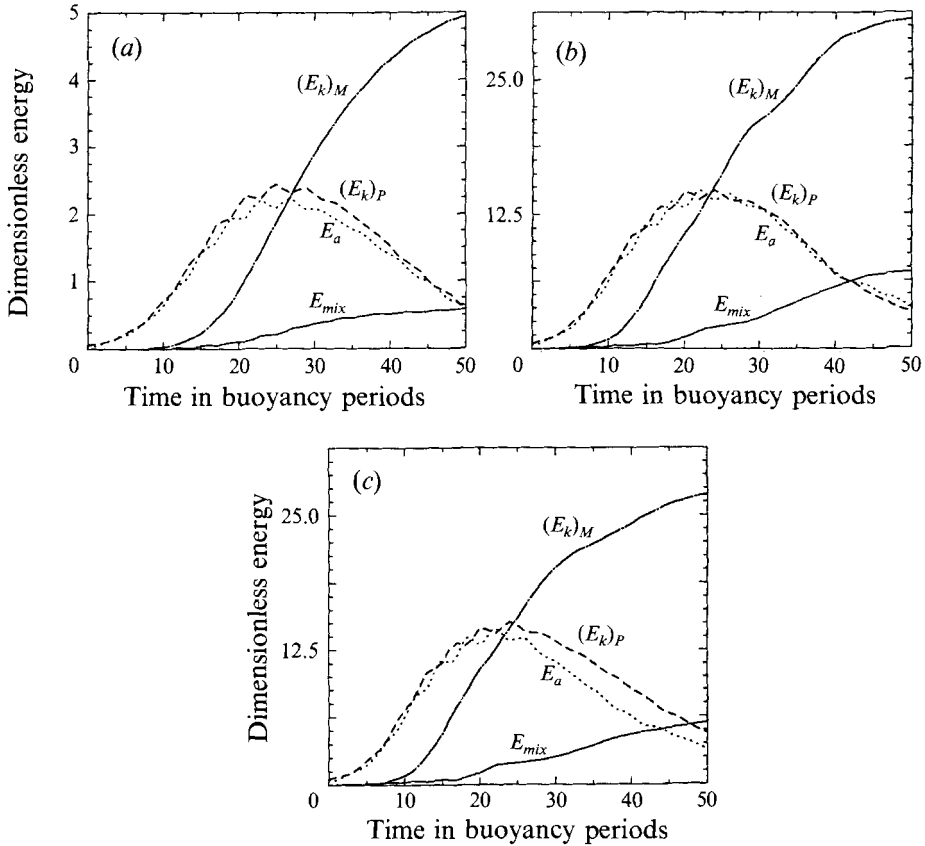 (a)
Dimensionless energy
5
4
3
2
1
0
10
20
30
40
50
(E_k)_M
(E_k)_P
E_a
E_mix
Time in buoyancy periods
(b)
25.0
12.5
0
10
20
30
40
50
(E_k)_M
(E_k)_P
E_a
E_mix
Time in buoyancy periods
(c)
Dimensionless energy
25.0
12.5
0
10
20
30
40
50
(E_k)_M
(E_k)_P
E_a
E_mix
Time in buoyancy periods